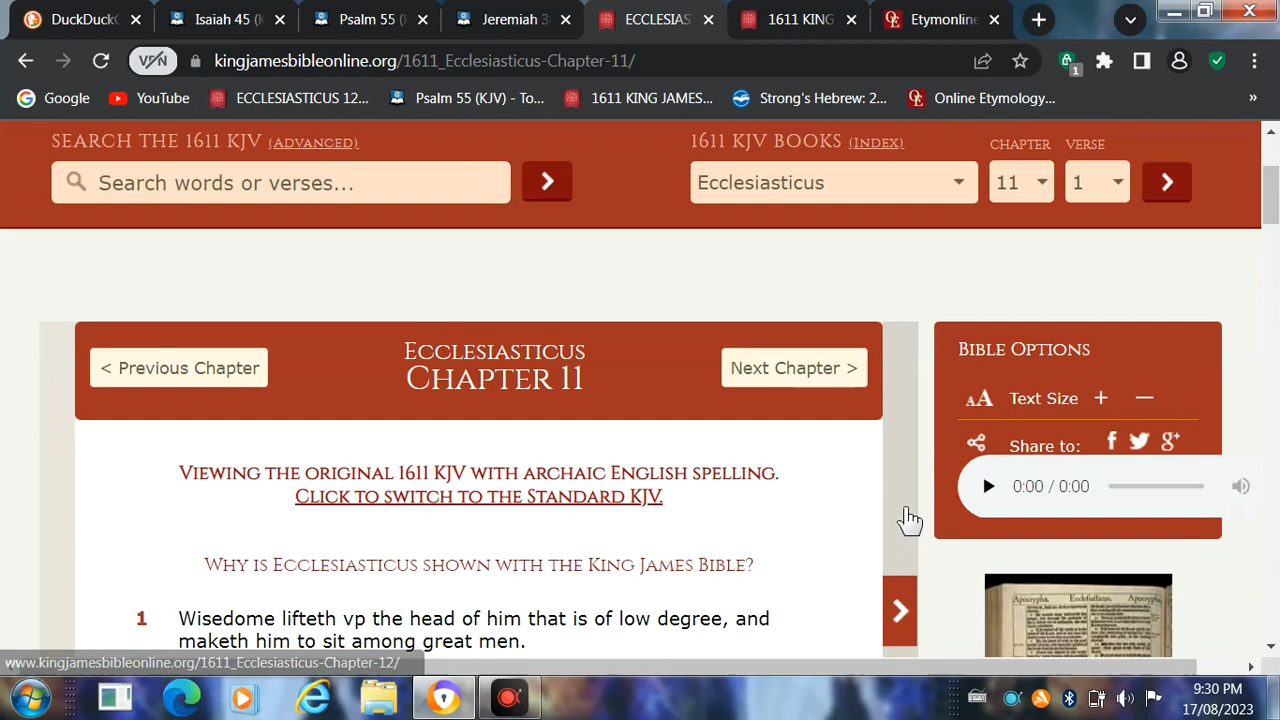 DuckDuckG
Isaiah 45 (K
Psalm 55 (
Jeremiah 3
ECCLESIAS
1611 KING
Etymonline
VPN
kingjamesbibleonline.org/1611_Ecclesiasticus-Chapter-11/
1
Google
YouTube
ECCLESIASTICUS 12...
Psalm 55 (KJV) - To...
1611 KING JAMES...
Strong's Hebrew: 2...
Online Etymology...
»
SEARCH THE 1611 KJV (ADVANCED)
1611 KJV BOOKS (INDEX)
CHAPTER
VERSE
Search words or verses...
Ecclesiasticus
11
1
< Previous Chapter
ECCLESIASTICUS
CHAPTER 11
Next Chapter >
BIBLE OPTIONS
AA Text Size + —
Share to: f g+
0:00 / 0:00
VIEWING THE ORIGINAL 1611 KJV WITH ARCHAIC ENGLISH SPELLING.
CLICK TO SWITCH TO THE STANDARD KJV.
WHY IS ECCLESIASTICUS SHOWN WITH THE KING JAMES BIBLE?
1 Wisedome lifteth vp the head of him that is of low degree, and
maketh him to sit among great men.
Apocrypha. Ecclesiasticus. Apocrypha.
www.kingjamesbibleonline.org/1611_Ecclesiasticus-Chapter-12/
9:30 PM
17/08/2023